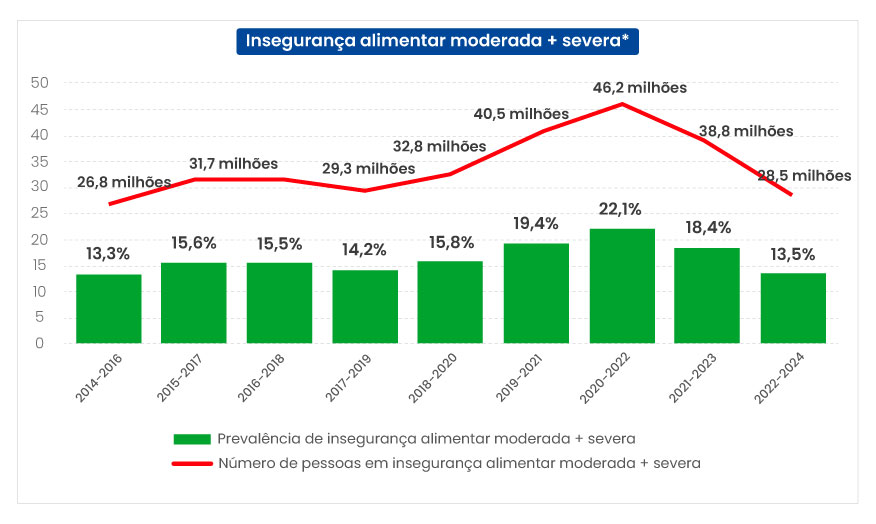 Insegurança alimentar moderada + severa*
50
45
40
35
30
25
20
15
10
5
0
26,8 milhões
31,7 milhões
29,3 milhões
32,8 milhões
40,5 milhões
46,2 milhões
38,8 milhões
28,5 milhões
13,3%
15,6%
15,5%
14,2%
15,8%
19,4%
22,1%
18,4%
13,5%
2014-2016
2015-2017
2016-2018
2017-2019
2018-2020
2019-2021
2020-2022
2021-2023
2022-2024
Prevalência de insegurança alimentar moderada + severa
Número de pessoas em insegurança alimentar moderada + severa